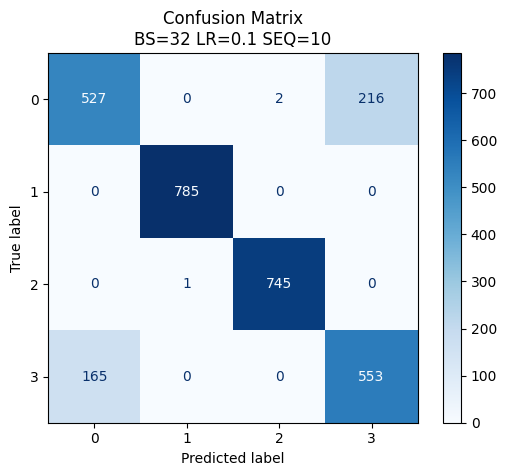 Confusion Matrix
BS=32 LR=0.1 SEQ=10
True label
0 527 0 2 216
1 0 785 0 0
2 0 1 745 0
3 165 0 0 553
0 1 2 3
Predicted label
700
600
500
400
300
200
100
0